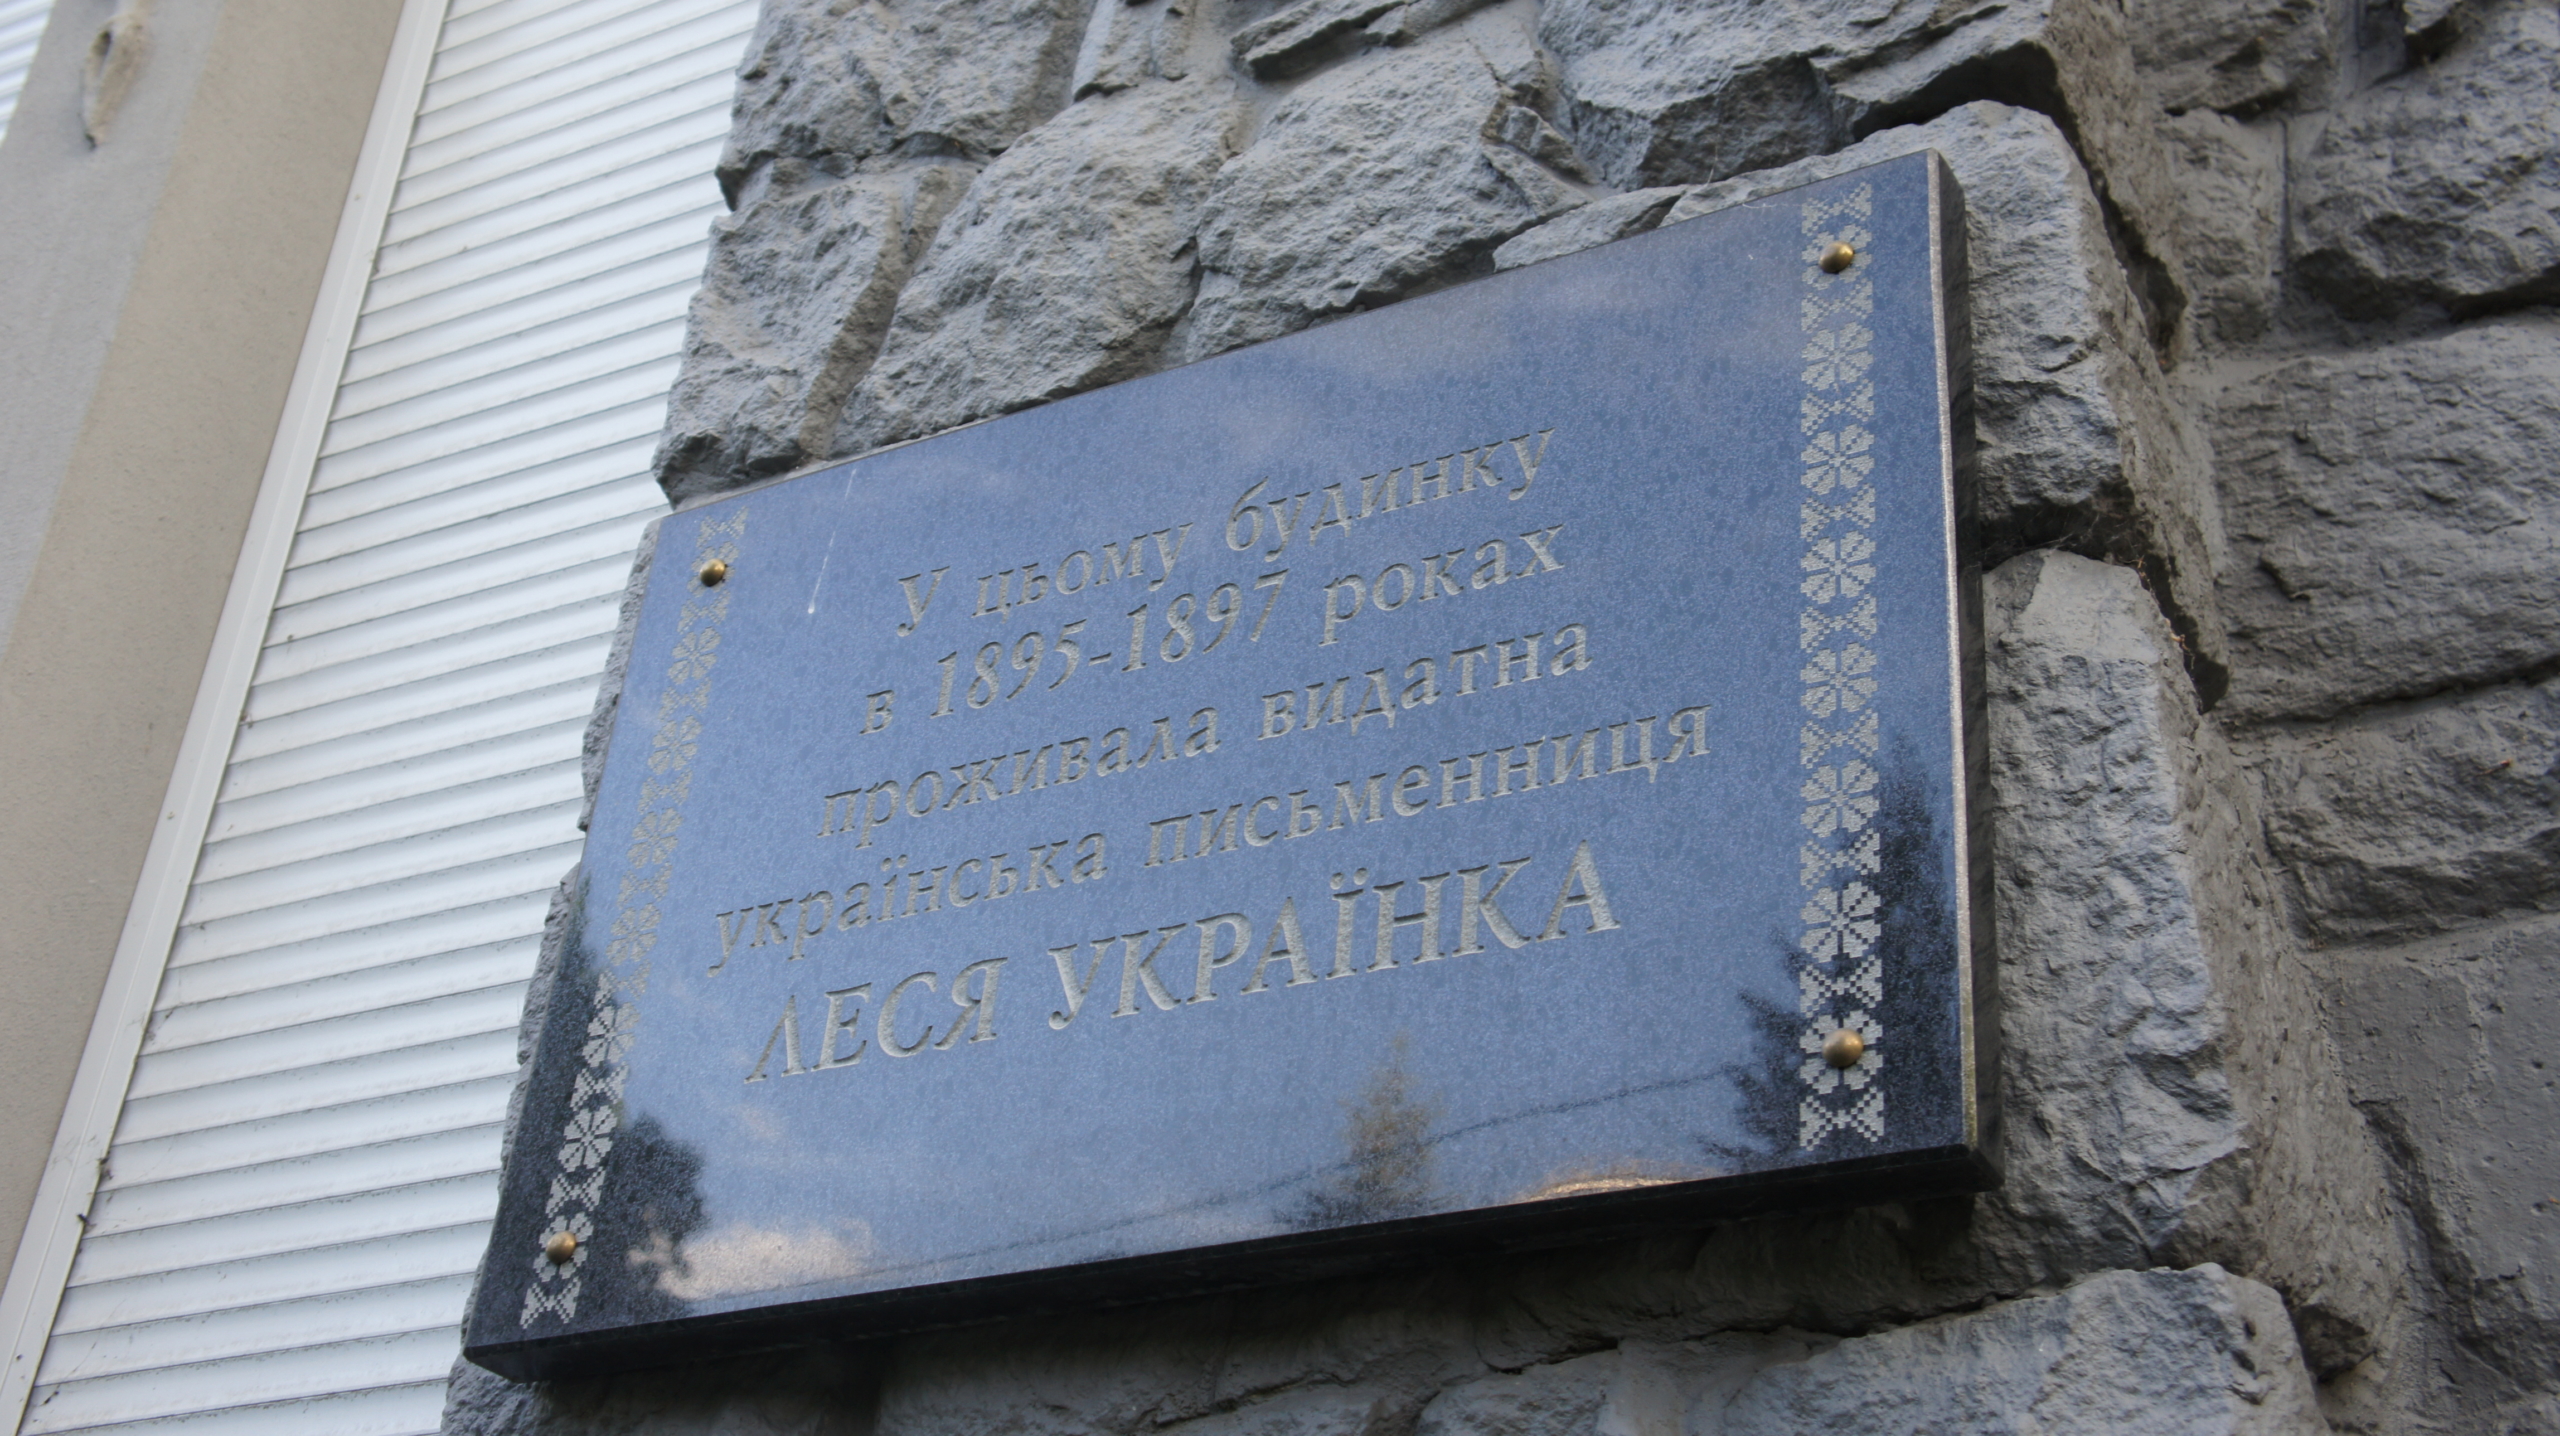 У цьому будинку
в 1895-1897 роках
проживала видатна
українська письменниця
ЛЕСЯ УКРАЇНКА